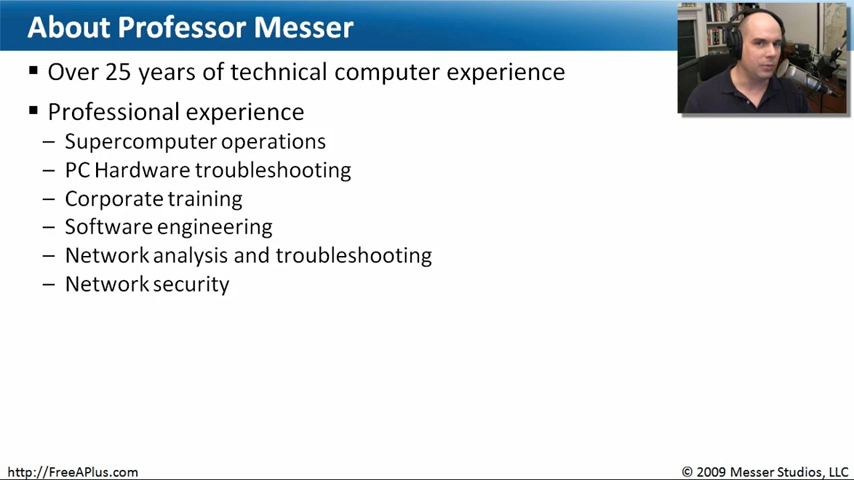 About Professor Messer
▪ Over 25 years of technical computer experience
▪ Professional experience
– Supercomputer operations
– PC Hardware troubleshooting
– Corporate training
– Software engineering
– Network analysis and troubleshooting
– Network security
http://FreeAPlus.com
© 2009 Messer Studios, LLC